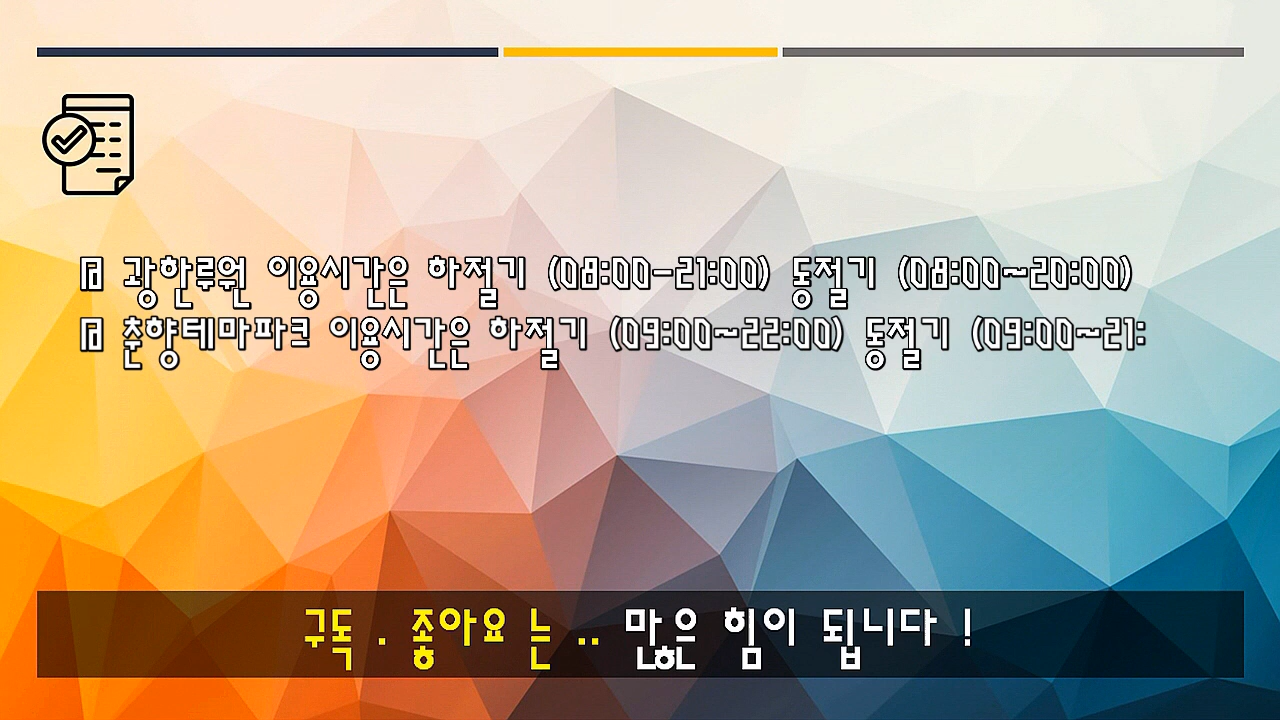 광한루원 이용시간은 하절기 (08:00-21:00) 동절기 (08:00~20:00)
춘향테마파크 이용시간은 하절기 (09:00~22:00) 동절기 (09:00~21:
구독 . 좋아요 는 .. 많은 힘이 됩니다 !